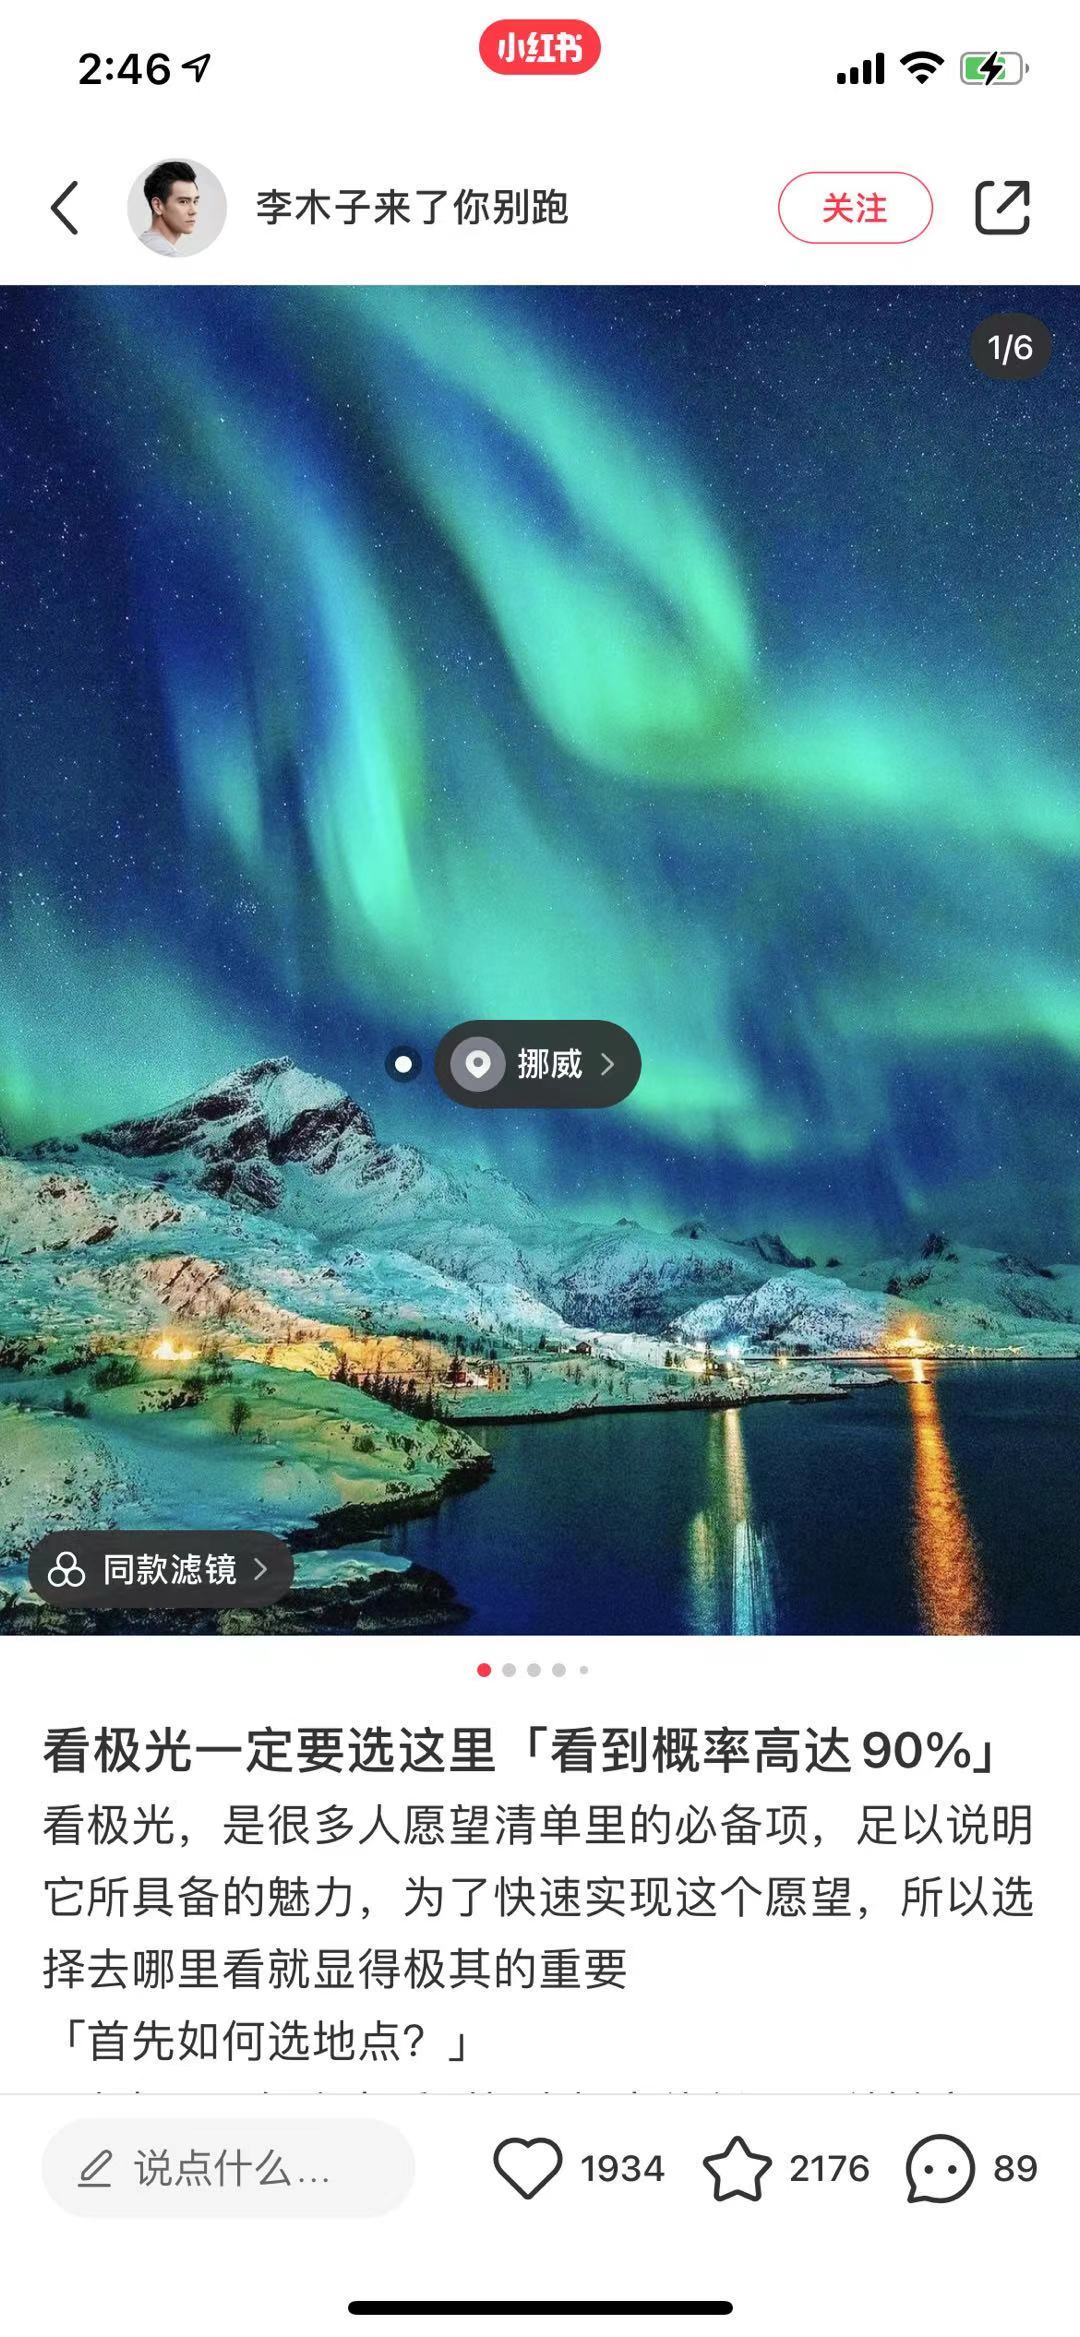 2:46
小红书
李木子来了你别跑
关注
1/6
挪威
同款滤镜
看极光一定要选这里「看到概率高达90%」
看极光，是很多人愿望清单里的必备项，足以说明
它所具备的魅力，为了快速实现这个愿望，所以选
择去哪里看就显得极其的重要
「首先如何选地点？」
说点什么...
1934
2176
89